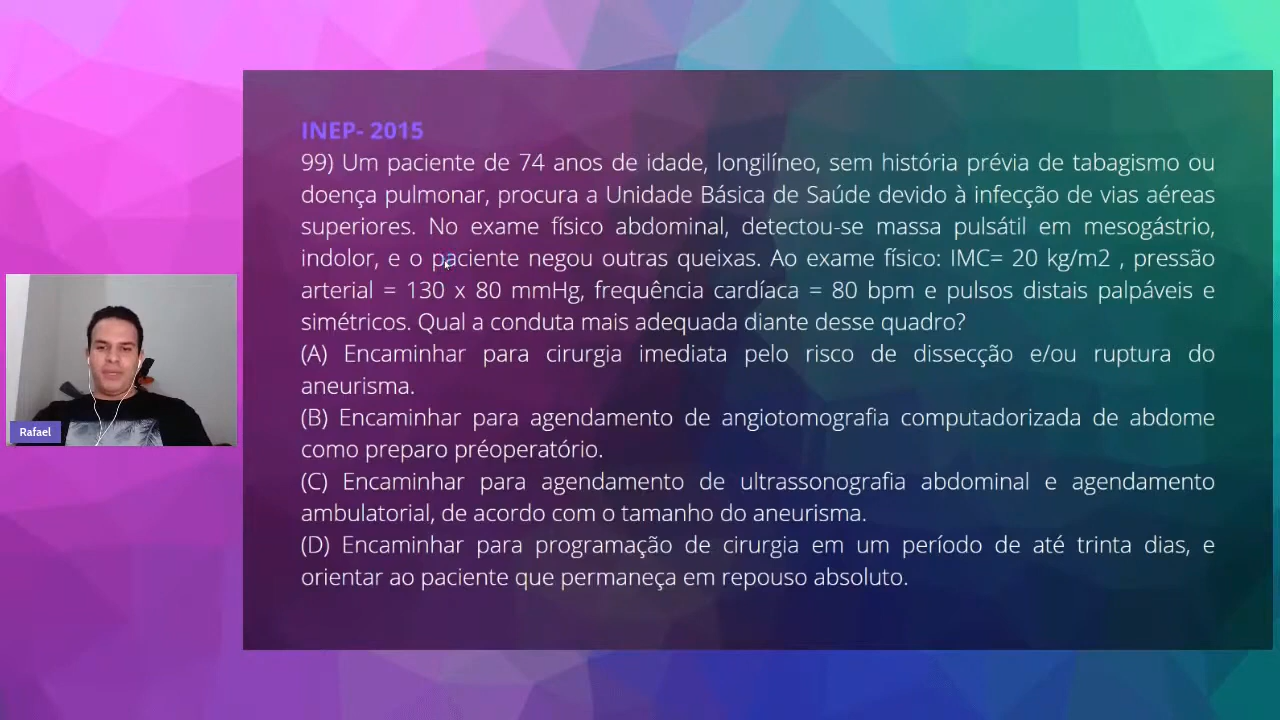 INEP- 2015
99) Um paciente de 74 anos de idade, longilíneo, sem história prévia de tabagismo ou
doença pulmonar, procura a Unidade Básica de Saúde devido à infecção de vias aéreas
superiores. No exame físico abdominal, detectou-se massa pulsátil em mesogástrio,
indolor, e o paciente negou outras queixas. Ao exame físico: IMC= 20 kg/m2 , pressão
arterial = 130 x 80 mmHg, frequência cardíaca = 80 bpm e pulsos distais palpáveis e
simétricos. Qual a conduta mais adequada diante desse quadro?
(A) Encaminhar para cirurgia imediata pelo risco de dissecção e/ou ruptura do
aneurisma.
(B) Encaminhar para agendamento de angiotomografia computadorizada de abdome
como preparo préoperatório.
(C) Encaminhar para agendamento de ultrassonografia abdominal e agendamento
ambulatorial, de acordo com o tamanho do aneurisma.
(D) Encaminhar para programação de cirurgia em um período de até trinta dias, e
orientar ao paciente que permaneça em repouso absoluto.
Rafael